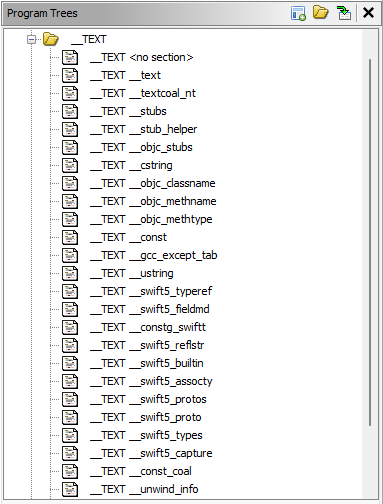 Program Trees
__TEXT
__TEXT <no section>
__TEXT __text
__TEXT __textcoal_nt
__TEXT __stubs
__TEXT __stub_helper
__TEXT __objc_stubs
__TEXT __cstring
__TEXT __objc_classname
__TEXT __objc_methname
__TEXT __objc_methtype
__TEXT __const
__TEXT __gcc_except_tab
__TEXT __ustring
__TEXT __swift5_typeref
__TEXT __swift5_fieldmd
__TEXT __constg_swiftt
__TEXT __swift5_reflstr
__TEXT __swift5_builtin
__TEXT __swift5_assocty
__TEXT __swift5_protos
__TEXT __swift5_proto
__TEXT __swift5_types
__TEXT __swift5_capture
__TEXT __const_coal
__TEXT __unwind_info